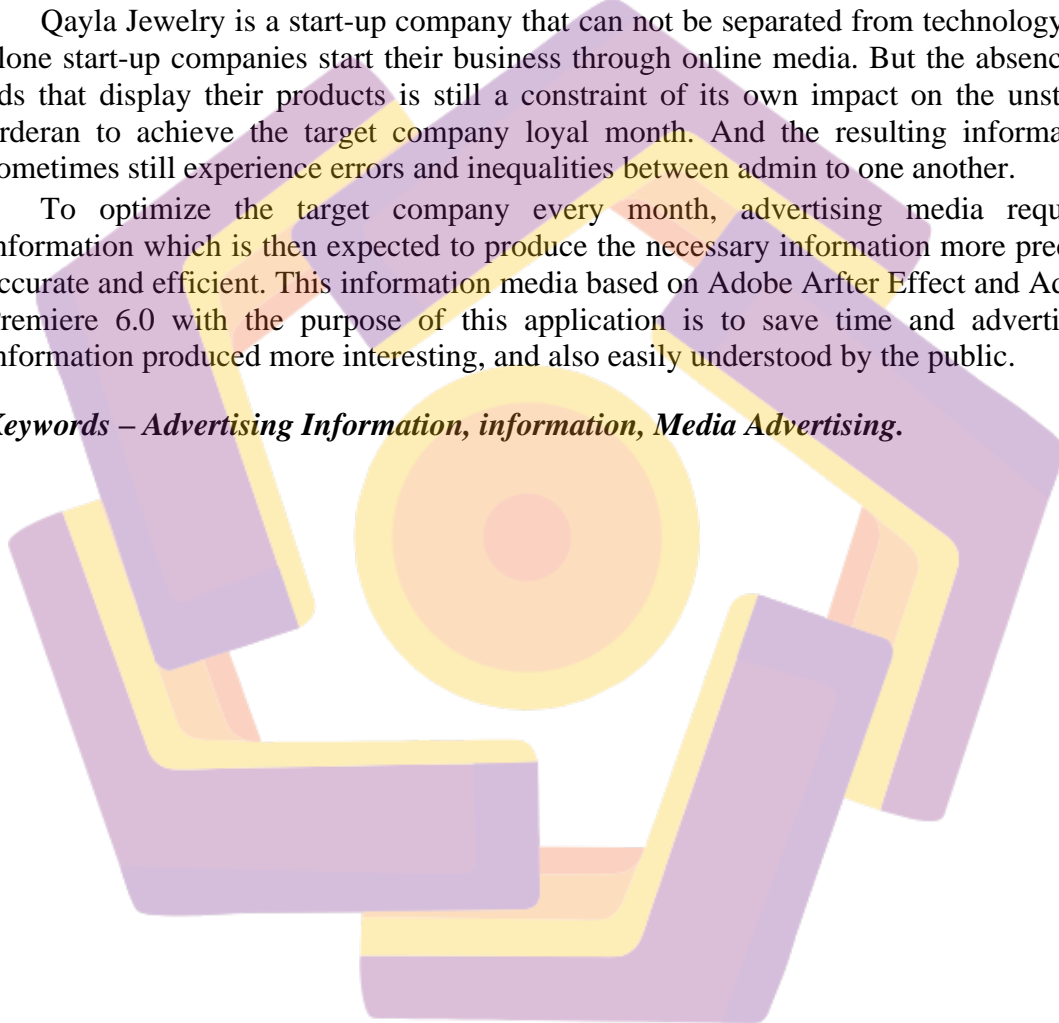 Qayla Jewelry is a start-up company that can not be separated from technology
lone start-up companies start their business through online media. But the absenc
ds that display their products is still a constraint of its own impact on the unst
rderan to achieve the target company loyal month. And the resulting informa
ometimes still experience errors and inequalities between admin to one another.
To optimize the target company every month, advertising media requ
nformation which is then expected to produce the necessary information more prec
ccurate and efficient. This information media based on Adobe Arfter Effect and Ad
remiere 6.0 with the purpose of this application is to save time and adverti
nformation produced more interesting, and also easily understood by the public.
Keywords – Advertising Information, information, Media Advertising.